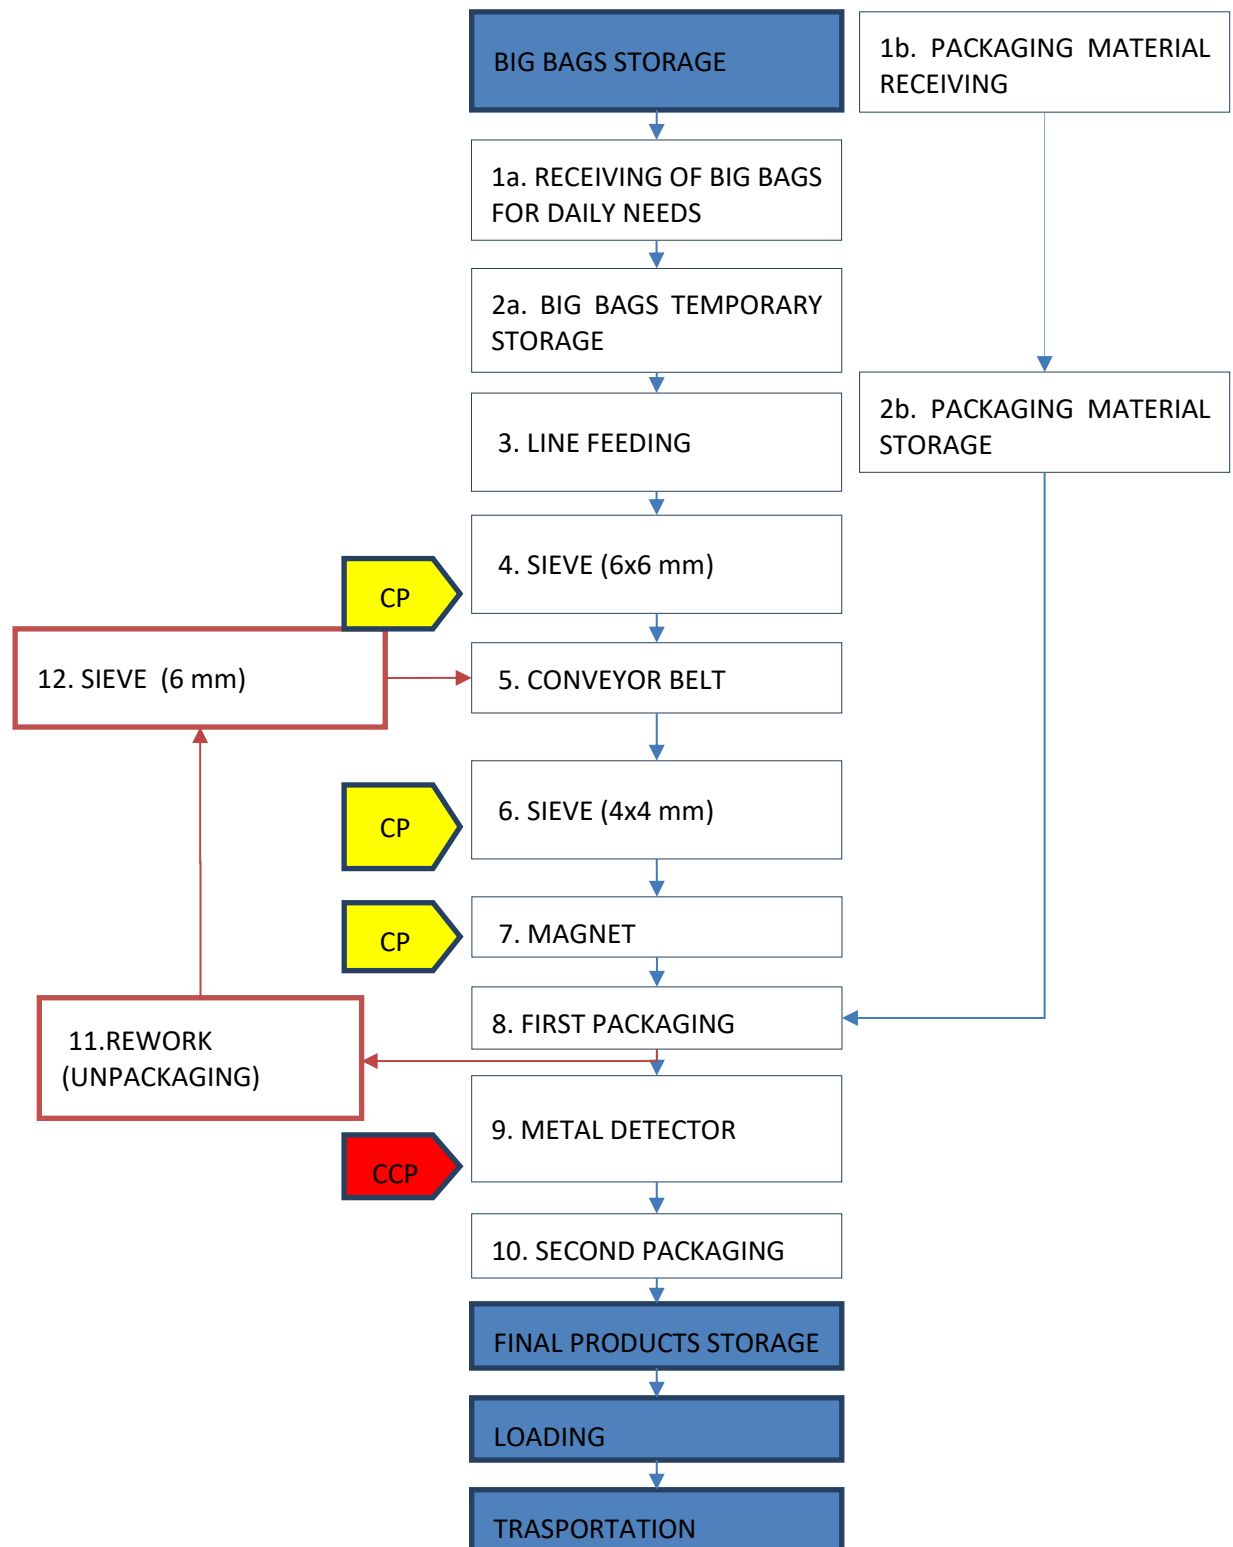 BIG BAGS STORAGE
1b. PACKAGING MATERIAL
RECEIVING
1a. RECEIVING OF BIG BAGS
FOR DAILY NEEDS
2a. BIG BAGS TEMPORARY
STORAGE
2b. PACKAGING MATERIAL
STORAGE
3. LINE FEEDING
4. SIEVE (6x6 mm)
CP
12. SIEVE (6 mm)
5. CONVEYOR BELT
6. SIEVE (4x4 mm)
CP
7. MAGNET
CP
8. FIRST PACKAGING
11.REWORK
(UNPACKAGING)
9. METAL DETECTOR
CCP
10. SECOND PACKAGING
FINAL PRODUCTS STORAGE
LOADING
TRASPORTATION